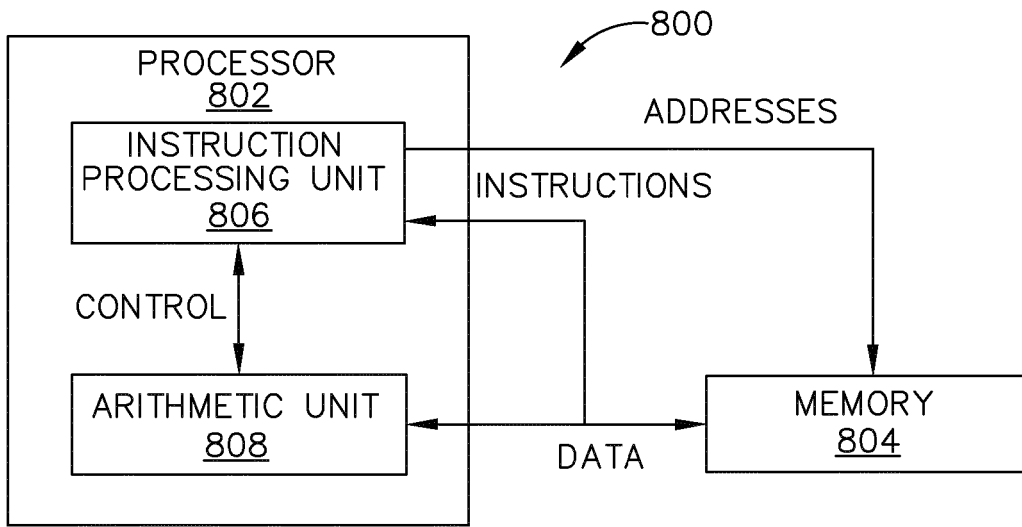 800
PROCESSOR
802
ADDRESSES
INSTRUCTION
PROCESSING UNIT
806
INSTRUCTIONS
CONTROL
ARITHMETIC UNIT
808
DATA
MEMORY
804